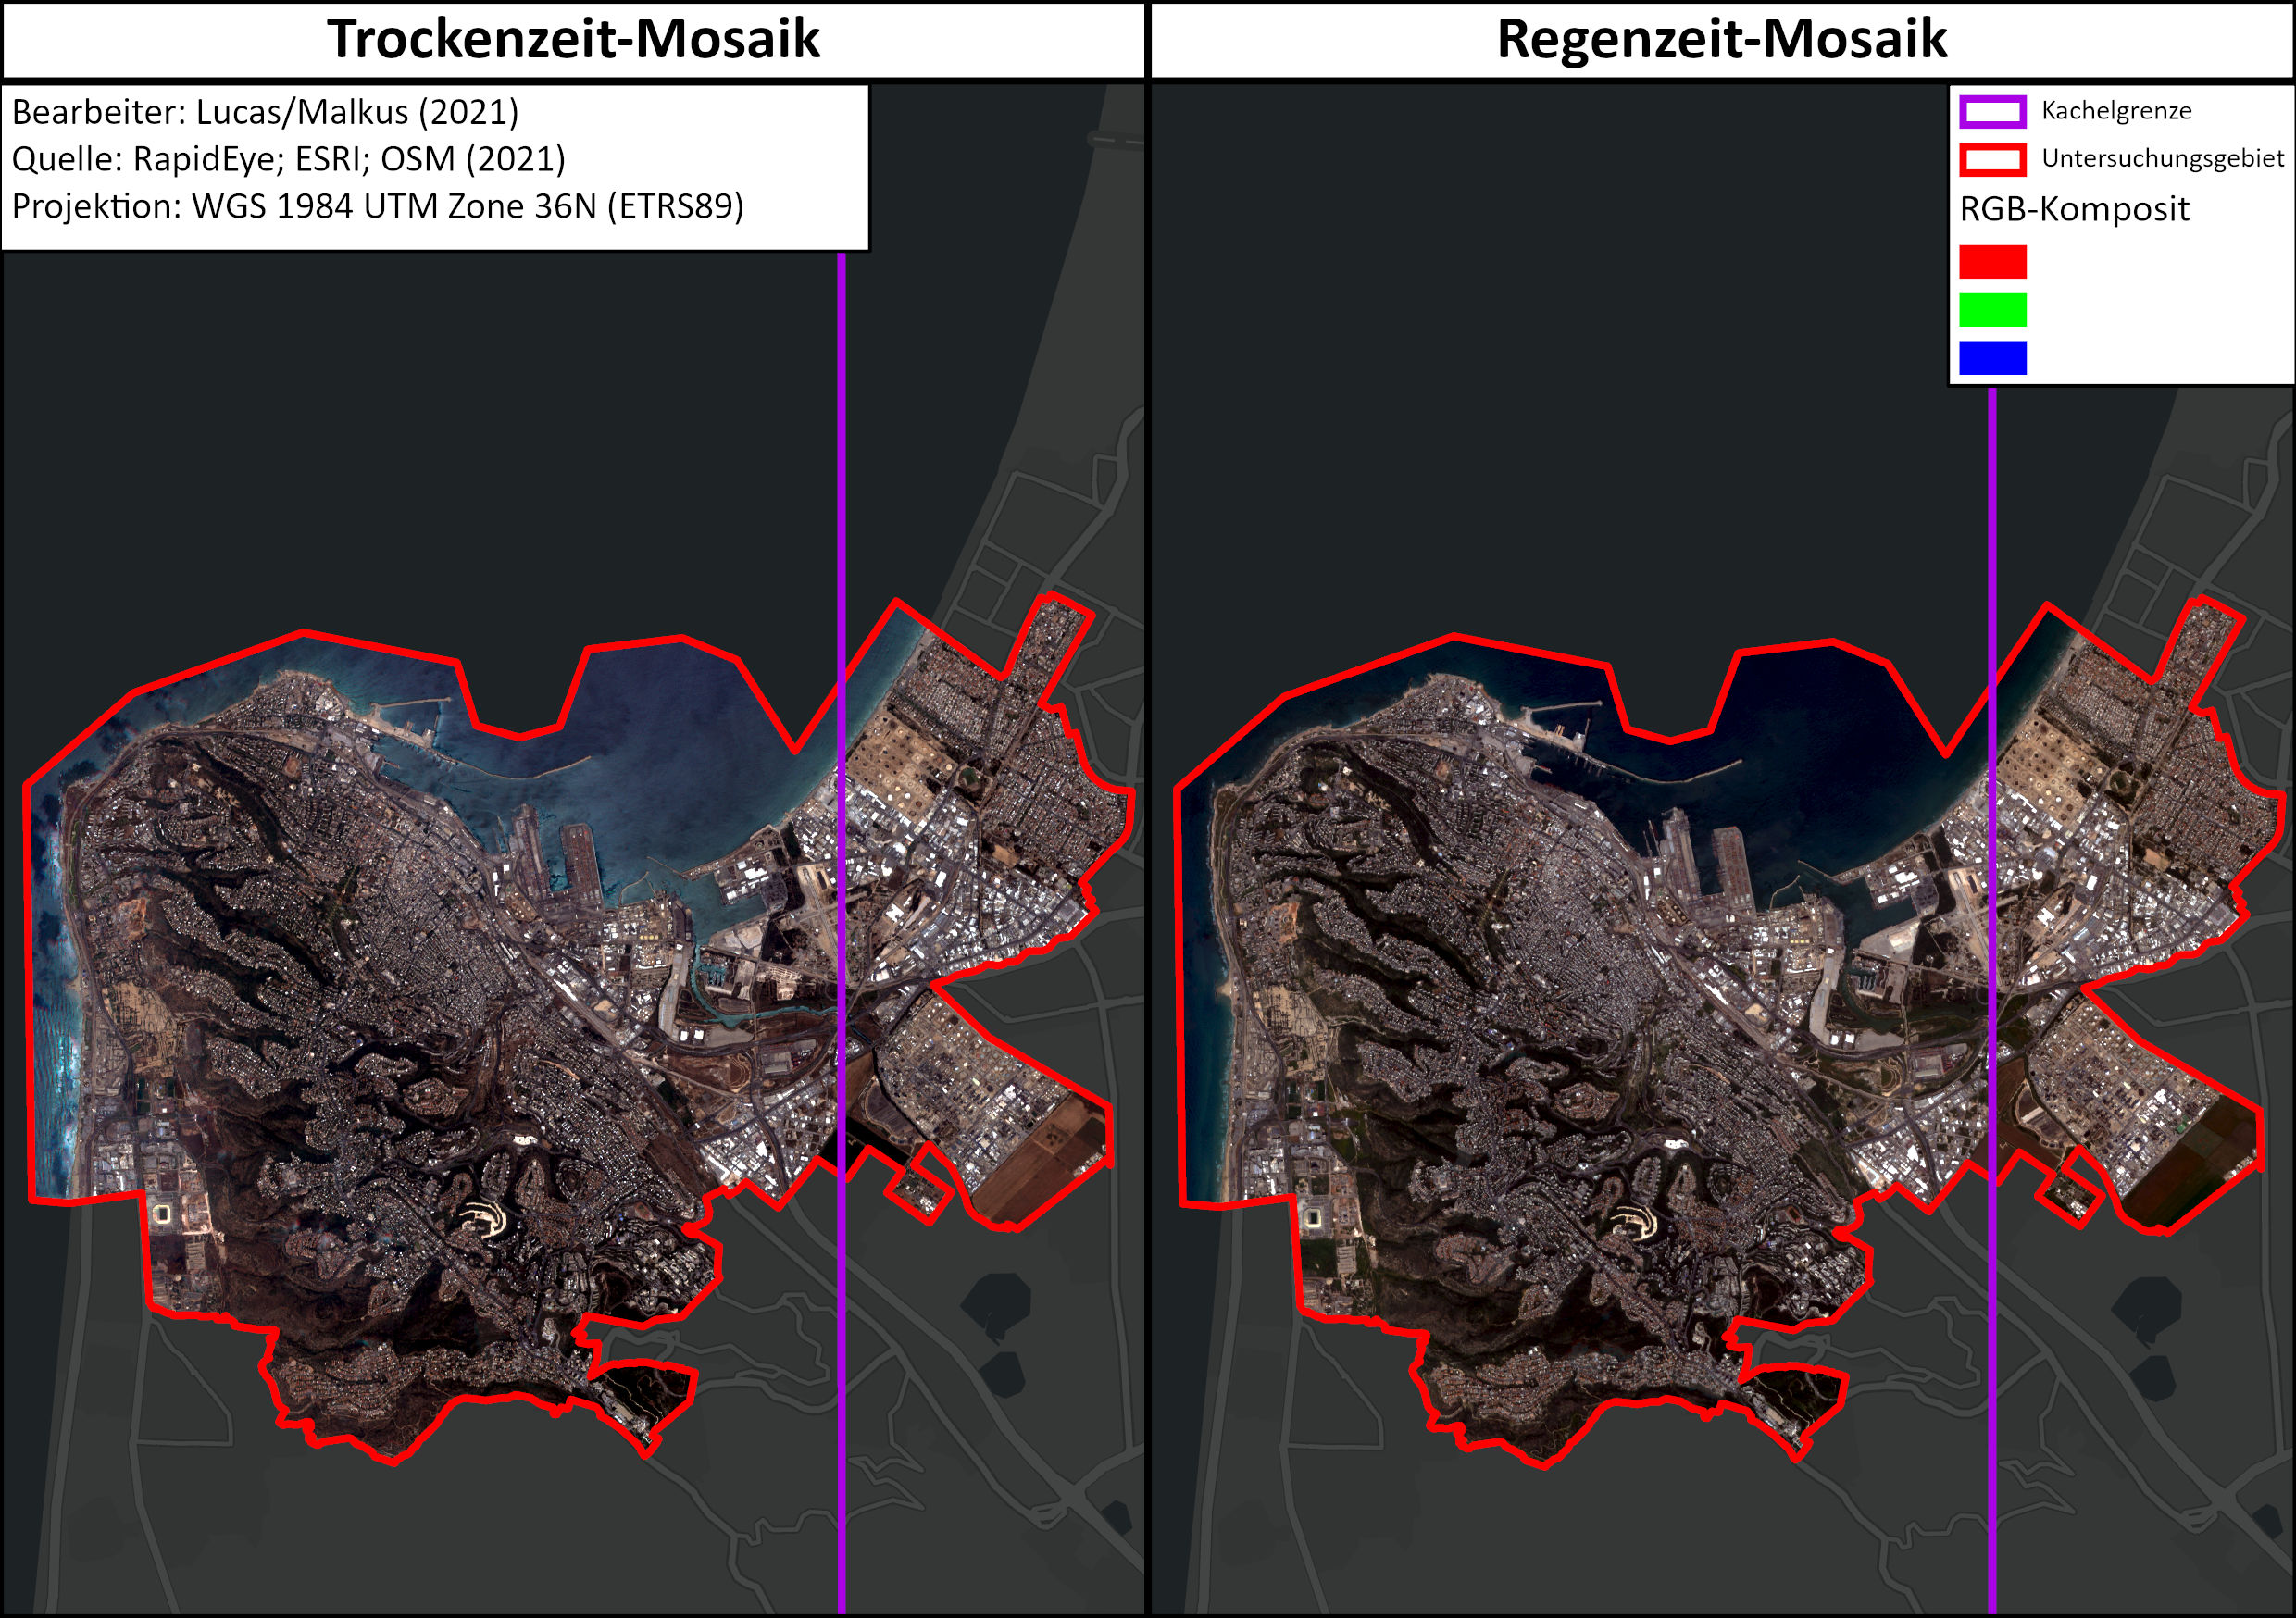 Trockenzeit-Mosaik
Regenzeit-Mosaik
Bearbeiter: Lucas/Malkus (2021)
Quelle: RapidEye; ESRI; OSM (2021)
Projektion: WGS 1984 UTM Zone 36N (ETRS89)
Kachelgrenze
Untersuchungsgebiet
RGB-Komposit